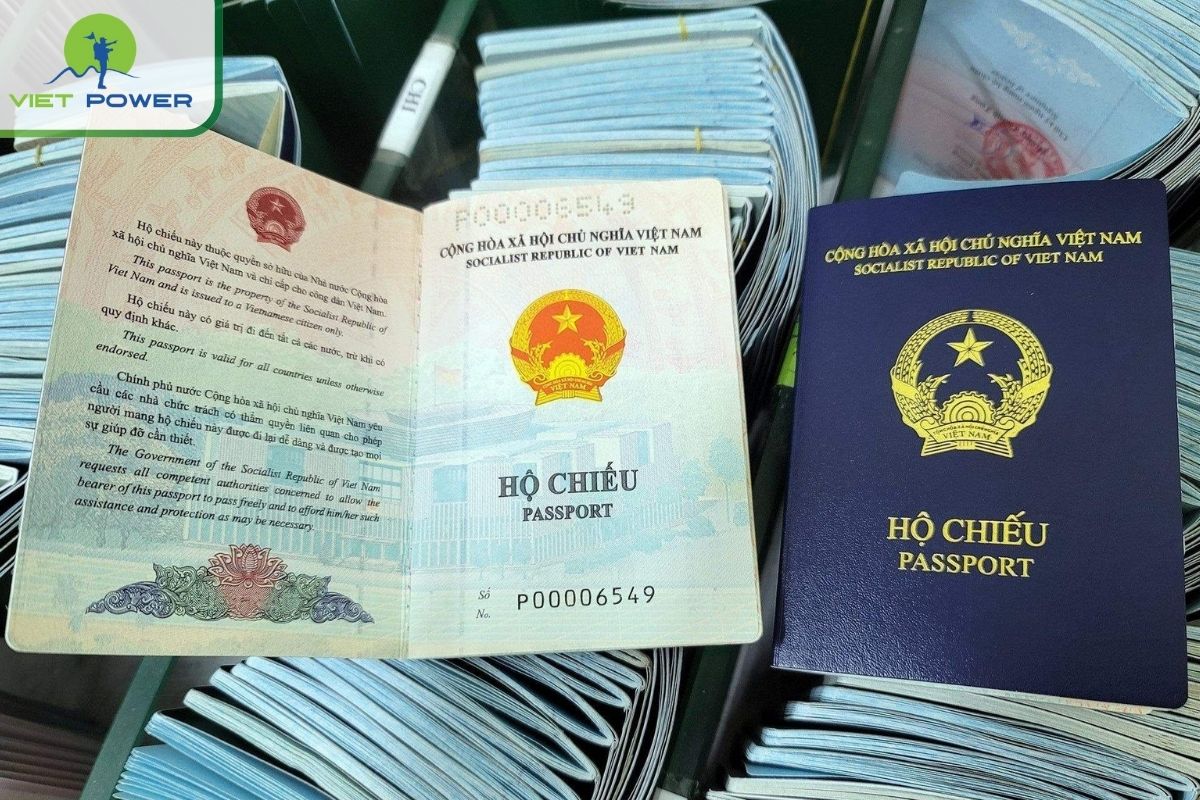 VIET POWER
CHI
Hộ chiếu này thuộc quyền sở hữu của Nhà nước Cộng hòa
xã hội chủ nghĩa Việt Nam và chỉ cấp cho công dân Việt Nam.
This passport is the property of the Socialist Republic of
Viet Nam and is issued to a Vietnamese citizen only.
Hộ chiếu này có giá trị đi đến tất cả các nước, trừ khi có
quy định khác.
This passport is valid for all countries unless otherwise
endorsed.
Chính phủ nước Cộng hòa xã hội chủ nghĩa Việt Nam yêu
cầu các nhà chức trách có thẩm quyền liên quan cho phép
người mang hộ chiếu này được đi lại dễ dàng và được tạo mọi
sự giúp đỡ cần thiết.
The Government of the Socialist Republic of Viet Nam
requests all competent authorities concerned to allow the
bearer of this passport to pass freely and to afford him/her such
assistance and protection as may be necessary.
P00006549
CỘNG HÒA XÃ HỘI CHỦ NGHĨA VIỆT NAM
SOCIALIST REPUBLIC OF VIET NAM
VIỆT NAM
HỘ CHIẾU
PASSPORT
Số
No.
P00006549
CỘNG HÒA XÃ HỘI CHỦ NGHĨA VIỆT NAM
SOCIALIST REPUBLIC OF VIET NAM
CỘNG HÒA XÃ HỘI CHỦ NGHĨA
VIỆT NAM
HỘ CHIẾU
PASSPORT